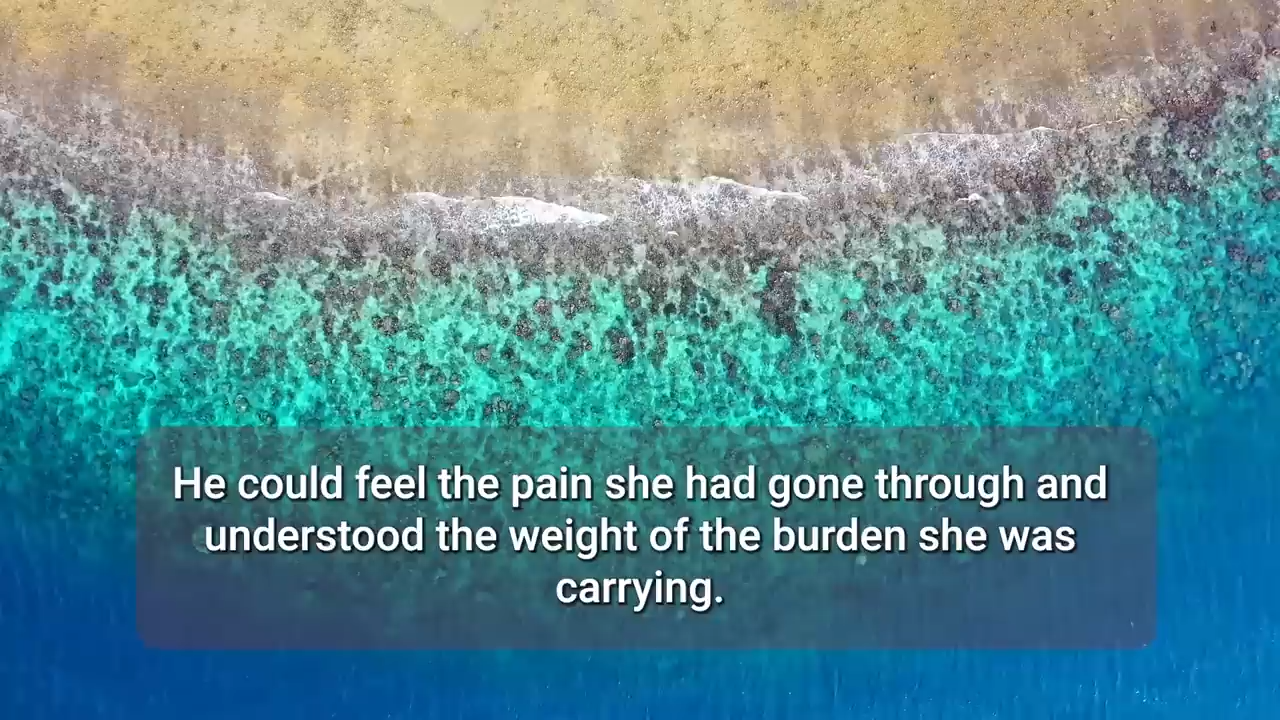 He could feel the pain she had gone through and
understood the weight of the burden she was
carrying.